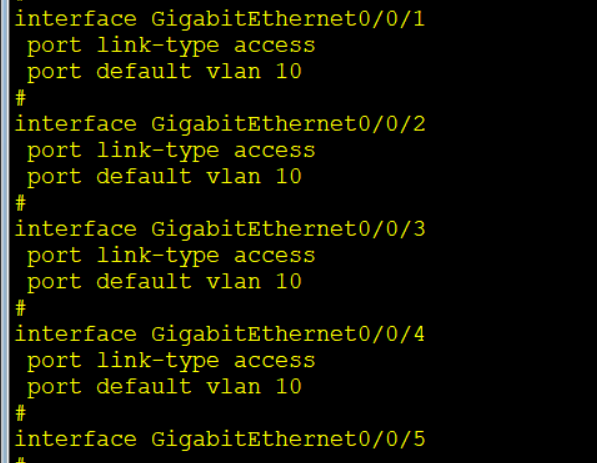 interface GigabitEthernet0/0/1
 port link-type access
 port default vlan 10
#
interface GigabitEthernet0/0/2
 port link-type access
 port default vlan 10
#
interface GigabitEthernet0/0/3
 port link-type access
 port default vlan 10
#
interface GigabitEthernet0/0/4
 port link-type access
 port default vlan 10
#
interface GigabitEthernet0/0/5
#